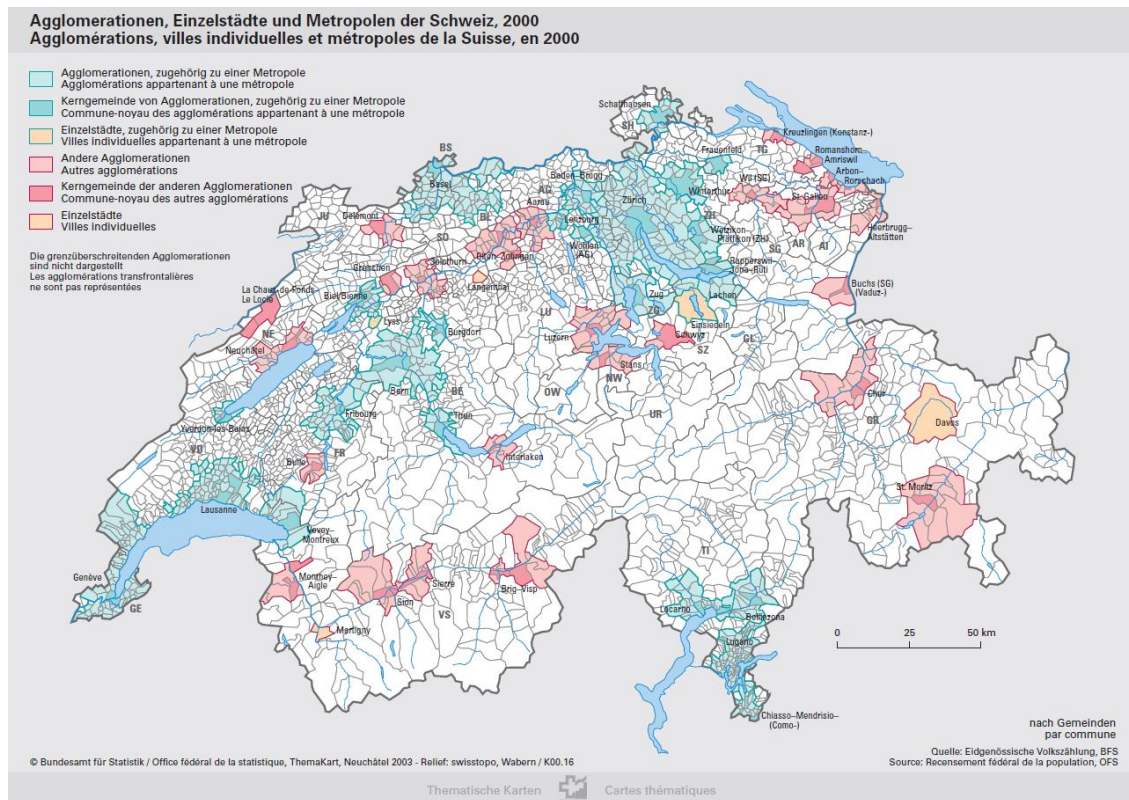 Agglomerationen, Einzelstädte und Metropolen der Schweiz, 2000
Agglomérations, villes individuelles et métropoles de la Suisse, en 2000
Agglomerationen, zugehörig zu einer Metropole
Agglomérations appartenant à une métropole
Kerngemeinde von Agglomerationen, zugehörig zu einer Metropole
Commune-noyau des agglomérations appartenant à une métropole
Einzelstädte, zugehörig zu einer Metropole
Villes individuelles appartenant à une métropole
Andere Agglomerationen
Autres agglomérations
Kerngemeinde der anderen Agglomerationen
Commune-noyau des autres agglomérations
Einzelstädte
Villes individuelles
Die grenzüberschreitenden Agglomerationen
sind nicht dargestellt
Les agglomérations transfrontalières
ne sont pas représentées
Schaffhausen
SH
Kreuzlingen (Konstanz-)
TG
Frauenfeld
Romanshorn
Amriswil
Arbon–
Rorschach
BS
Basel
Baden–Brugg
Wil (SG)
St. Gallen
Winterthur
Zürich
AG
Aarau
BL
JU
Delémont
Lenzburg
ZH
Wetzikon–
Pfäffikon (ZH)
Heerbrugg–
Altstätten
SO
Wohlen
(AG)
SG
AR
AI
Olten–Zofingen
Solothurn
Grenchen
Rapperswil–
Jona–Rüti
Langenthal
Buchs (SG)
(Vaduz-)
La Chaux-de-Fonds–
Le Locle
Biel/Bienne
Zug
Lachen
ZG
LU
Lyss
Burgdorf
Einsiedeln
NE
Neuchâtel
Luzern
Schwyz
GL
SZ
Stans
NW
Bern
BE
OW
Chur
UR
Fribourg
Thun
GR
Davos
Yverdon-les-Bains
VD
FR
Bulle
Interlaken
St. Moritz
Lausanne
Vevey–
Montreux
TI
Genève
GE
Monthey–
Aigle
Sierre
Brig–Visp
Sion
VS
Martigny
Locarno
Bellinzona
Lugano
Chiasso–Mendrisio–
(Como-)
0 25 50 km
nach Gemeinden
par commune
Quelle: Eidgenössische Volkszählung, BFS
© Bundesamt für Statistik / Office fédéral de la statistique, ThemaKart, Neuchâtel 2003 - Relief: swisstopo, Wabern / K00.16
Source: Recensement fédéral de la population, OFS
Thematische Karten Cartes thématiques